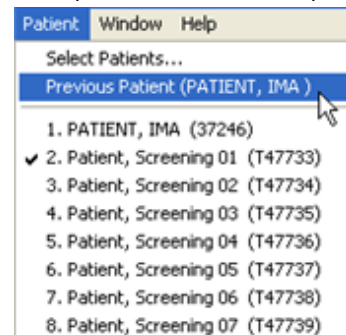 Patient Window Help
Select Patients...
Previous Patient (PATIENT, IMA )
1. PATIENT, IMA (37246)
2. Patient, Screening 01 (T47733)
3. Patient, Screening 02 (T47734)
4. Patient, Screening 03 (T47735)
5. Patient, Screening 04 (T47736)
6. Patient, Screening 05 (T47737)
7. Patient, Screening 06 (T47738)
8. Patient, Screening 07 (T47739)